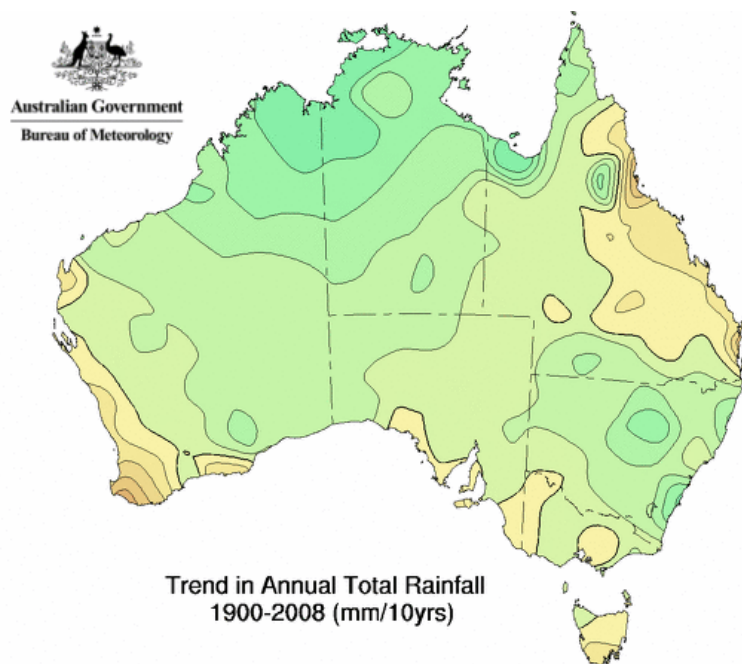 Australian Government
Bureau of Meteorology
Trend in Annual Total Rainfall
1900-2008 (mm/10yrs)